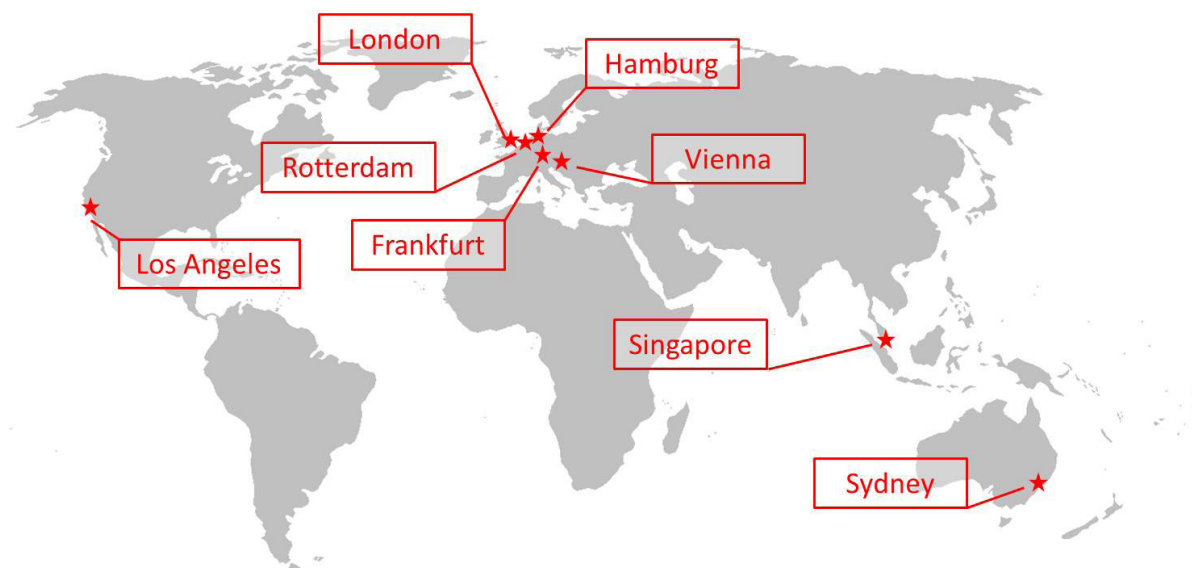 London
Hamburg
Rotterdam
Vienna
Frankfurt
Los Angeles
Singapore
Sydney